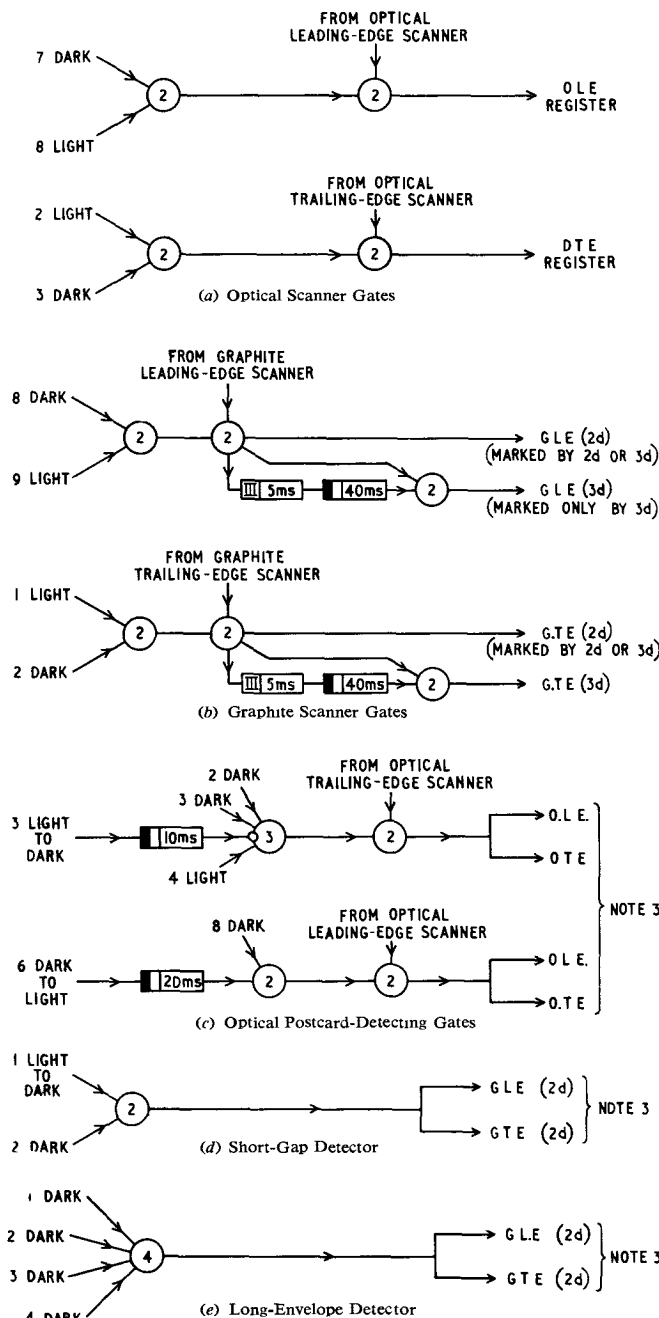 FROM OPTICAL
LEADING-EDGE SCANNER
7 DARK
2
2
OLE
REGISTER
8 LIGHT
FROM OPTICAL
TRAILING-EDGE SCANNER
2 LIGHT
2
2
DTE
REGISTER
3 DARK
(a) Optical Scanner Gates
FROM GRAPHITE
LEADING-EDGE SCANNER
8 DARK
2
2
GLE (2d)
(MARKED BY 2d OR 3d)
9 LIGHT
5ms
40ms
2
GLE (3d)
(MARKED ONLY BY 3d)
FROM GRAPHITE
TRAILING-EDGE SCANNER
1 LIGHT
2
2
G.TE (2d)
(MARKED BY 2d OR 3d)
2 DARK
5ms
40ms
2
G.TE (3d)
(b) Graphite Scanner Gates
2 DARK
3 DARK
FROM OPTICAL
TRAILING-EDGE SCANNER
3 LIGHT
TO
DARK
10ms
3
2
O.L.E.
OTE
4 LIGHT
NOTE 3
8 DARK
FROM OPTICAL
LEADING-EDGE SCANNER
6 DARK
TO
LIGHT
20ms
2
2
OLE.
O.TE
(c) Optical Postcard-Detecting Gates
1 LIGHT
TO
DARK
2
GLE (2d)
GTE (2d)
NDTE 3
2 DARK
(d) Short-Gap Detector
1 DARK
2 DARK
4
GL.E (2d)
GTE (2d)
NOTE 3
3 DARK
4 DARK
(e) Long-Envelope Detector